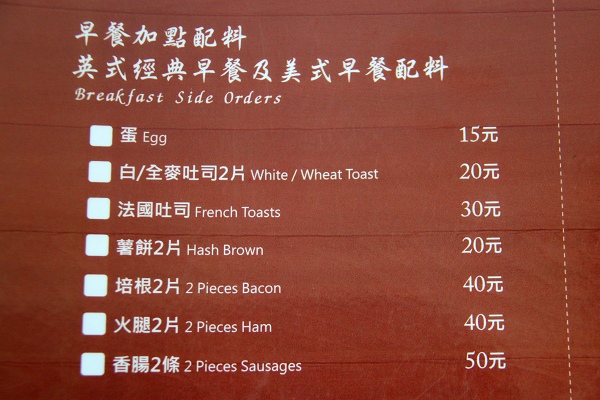 早餐加點配料
英式經典早餐及美式早餐配料
Breakfast Side Orders
蛋 Egg 15元
白/全麥吐司2片 White / Wheat Toast 20元
法國吐司 French Toasts 30元
薯餅2片 Hash Brown 20元
培根2片 2 Pieces Bacon 40元
火腿2片 2 Pieces Ham 40元
香腸2條 2 Pieces Sausages 50元